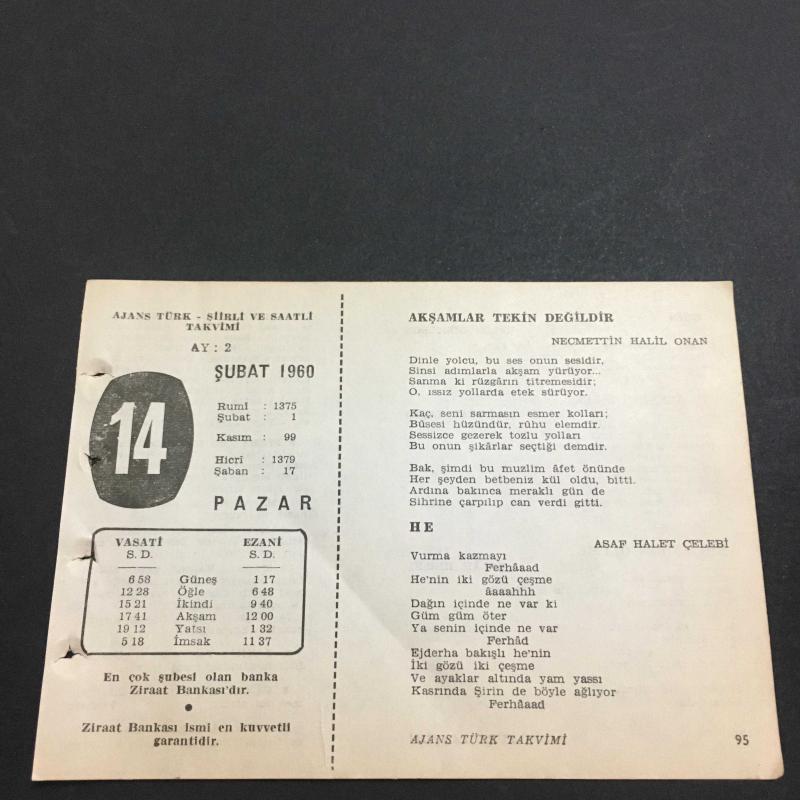 AJANS TÜRK - ŞİİRLİ VE SAATLİ
TAKVİMİ
AY : 2
ŞUBAT 1960
14
Rumî : 1375
Şubat : 1
Kasım : 99
Hicrî : 1379
Şaban : 17
PAZAR
VASATİ EZANİ
S. D. S. D.
6 58 Güneş 1 17
12 28 Öğle 6 48
15 21 İkindi 9 40
17 41 Akşam 12 00
19 12 Yatsı 1 32
5 18 İmsak 11 37
En çok şubesi olan banka
Ziraat Bankası'dır.
Ziraat Bankası ismi en kuvvetli
garantidir.
AKŞAMLAR TEKİN DEĞİLDİR
NECMETTİN HALİL ONAN
Dinle yolcu, bu ses onun sesidir,
Sinsi adımlarla akşam yürüyor...
Sanma ki rüzgârın titremesidir;
O, ıssız yollarda etek sürüyor.
Kaç, seni sarmasın esmer kolları;
Bûsesi hüzündür, rûhu elemdir.
Sessizce gezerek tozlu yolları
Bu onun şikârlar seçtiği demdir.
Bak, şimdi bu muzlim âfet önünde
Her şeyden betbeniz kül oldu, bitti.
Ardına bakınca meraklı gün de
Sihrine çarpılıp can verdi gitti.
HE
ASAF HALET ÇELEBİ
Vurma kazmayı
Ferhâaad
He'nin iki gözü çeşme
âaaahhh
Dağın içinde ne var ki
Güm güm öter
Ya senin içinde ne var
Ferhâd
Ejderha bakışlı he'nin
İki gözü iki çeşme
Ve ayaklar altında yam yassı
Kasrında Şirin de böyle ağlıyor
Ferhâaad
AJANS TÜRK TAKVİMİ 95